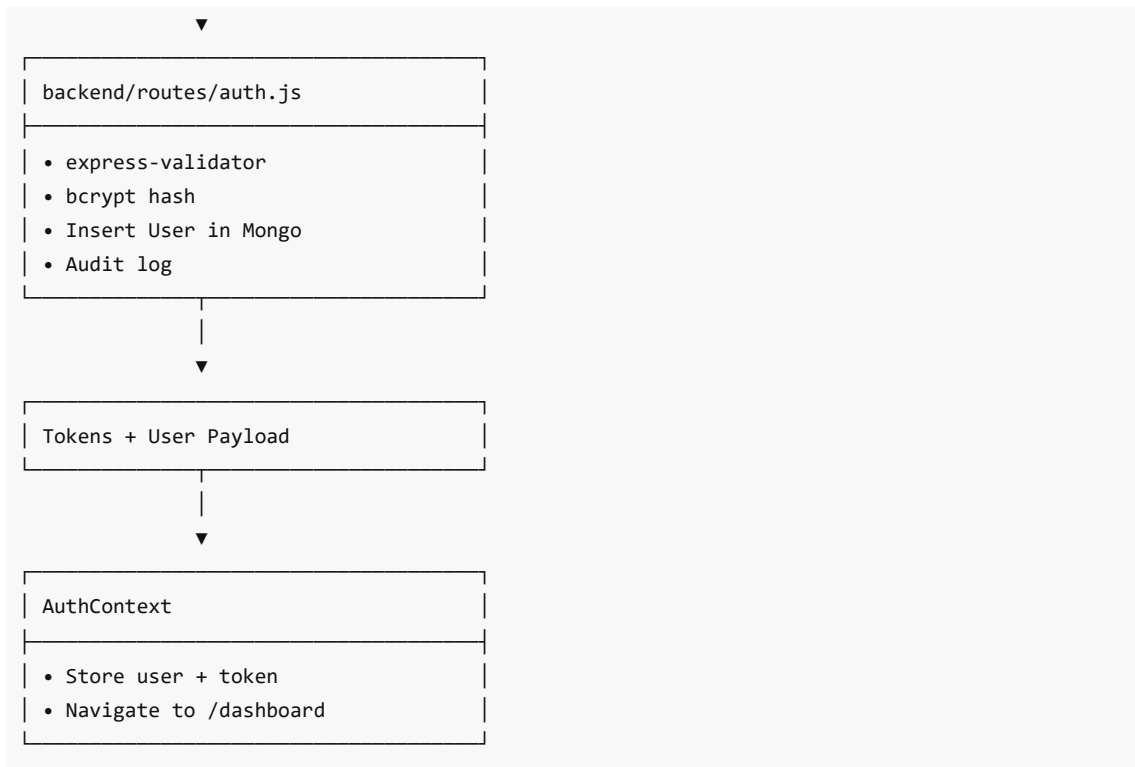 backend/routes/auth.js
• express-validator
• bcrypt hash
• Insert User in Mongo
• Audit log
Tokens + User Payload
AuthContext
• Store user + token
• Navigate to /dashboard